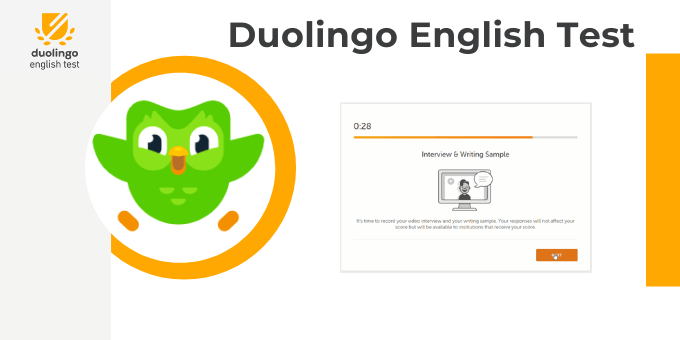 duolingo
english test
Duolingo English Test
0:28
Interview & Writing Sample
It's time to record your video interview and your writing sample. Your responses will not affect your
score but will be available to institutions that receive your score.